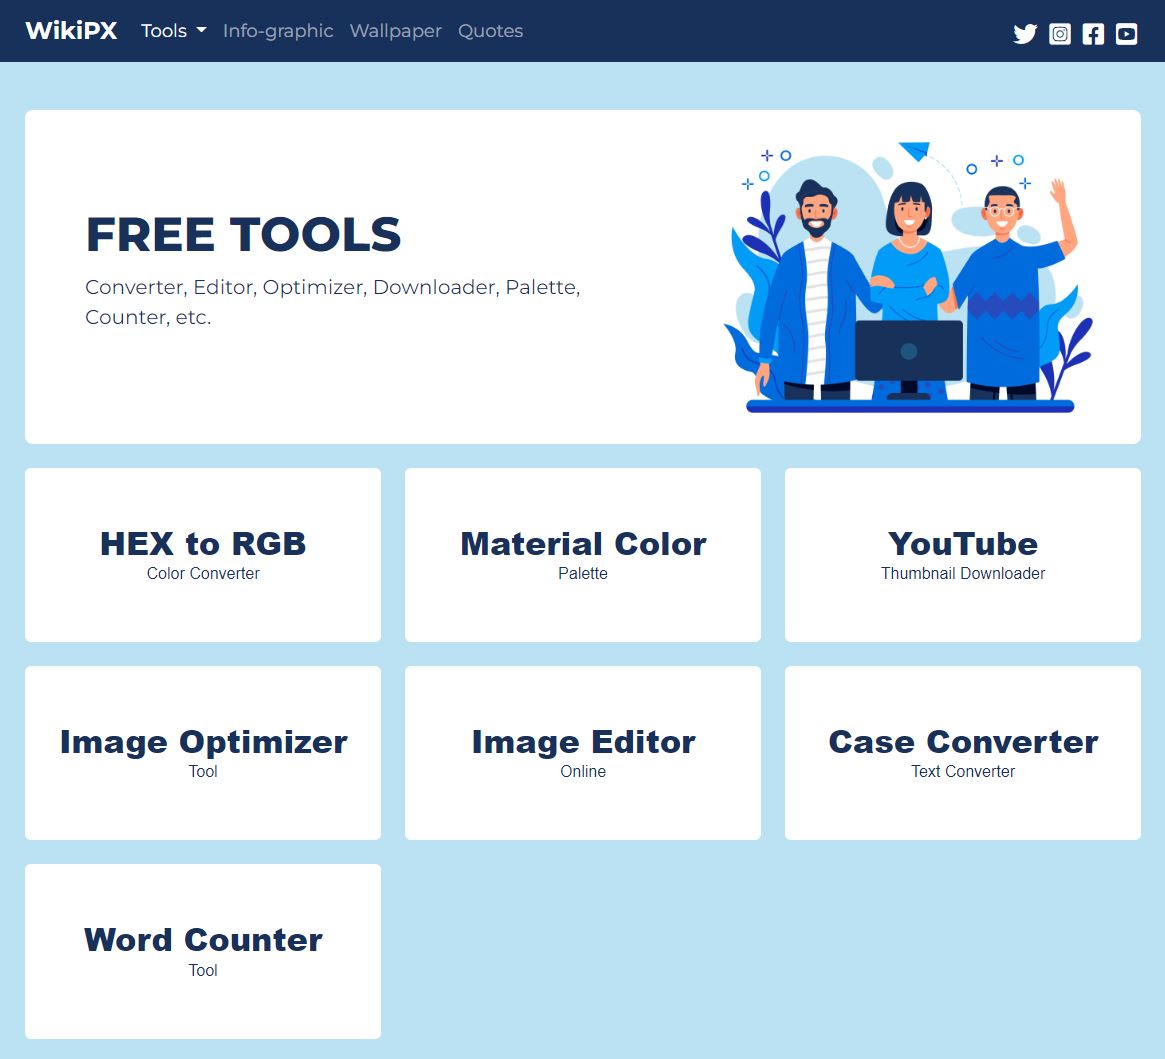 WikiPX Tools Info-graphic Wallpaper Quotes
FREE TOOLS
Converter, Editor, Optimizer, Downloader, Palette,
Counter, etc.
HEX to RGB
Color Converter
Material Color
Palette
YouTube
Thumbnail Downloader
Image Optimizer
Tool
Image Editor
Online
Case Converter
Text Converter
Word Counter
Tool